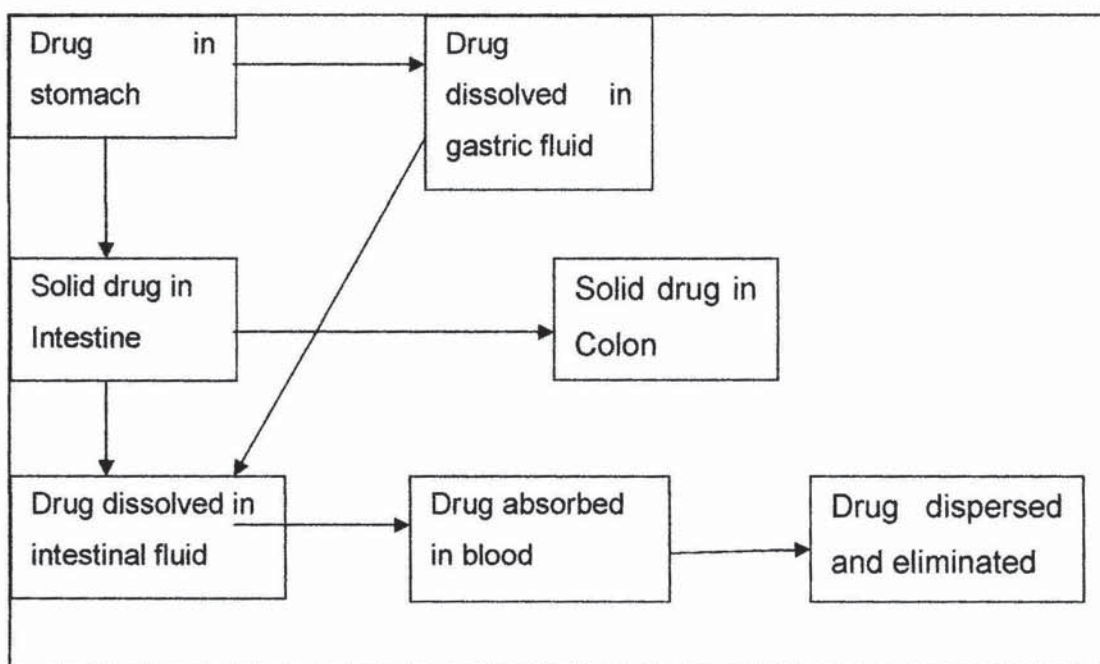 Drug in
stomach
Drug
dissolved in
gastric fluid
Solid drug in
Intestine
Solid drug in
Colon
Drug dissolved in
intestinal fluid
Drug absorbed
in blood
Drug dispersed
and eliminated